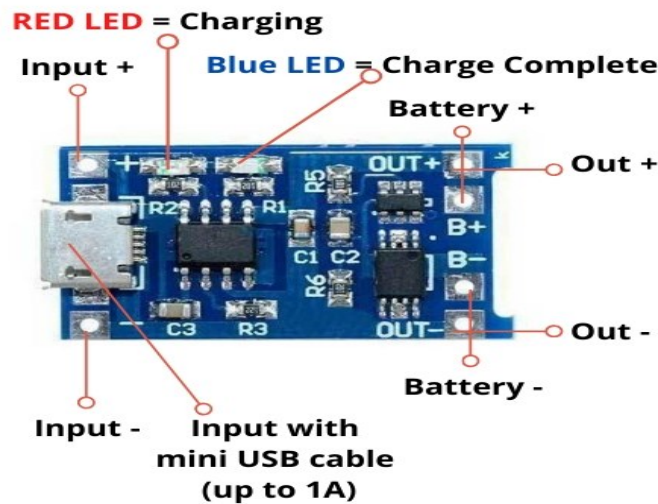 RED LED = Charging
Input +
Blue LED = Charge Complete
Battery +
Out +
+
OUT+
k
R2
R1
R5
B+
C1
C2
B-
R6
-
C3
R3
OUT-
Out -
Battery -
Input -
Input with
mini USB cable
(up to 1A)